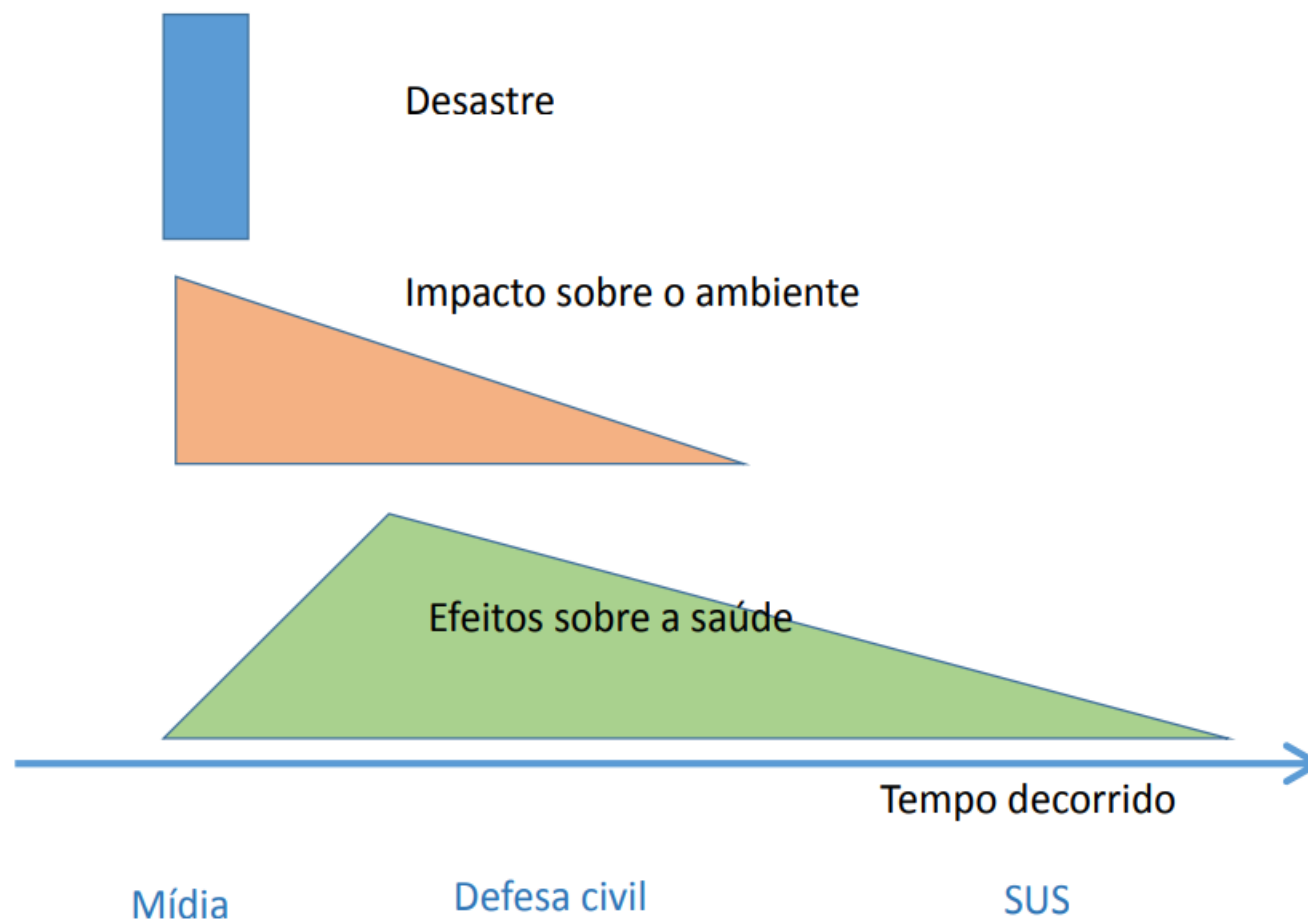 Desastre
Impacto sobre o ambiente
Efeitos sobre a saúde
Tempo decorrido
Mídia
Defesa civil
SUS